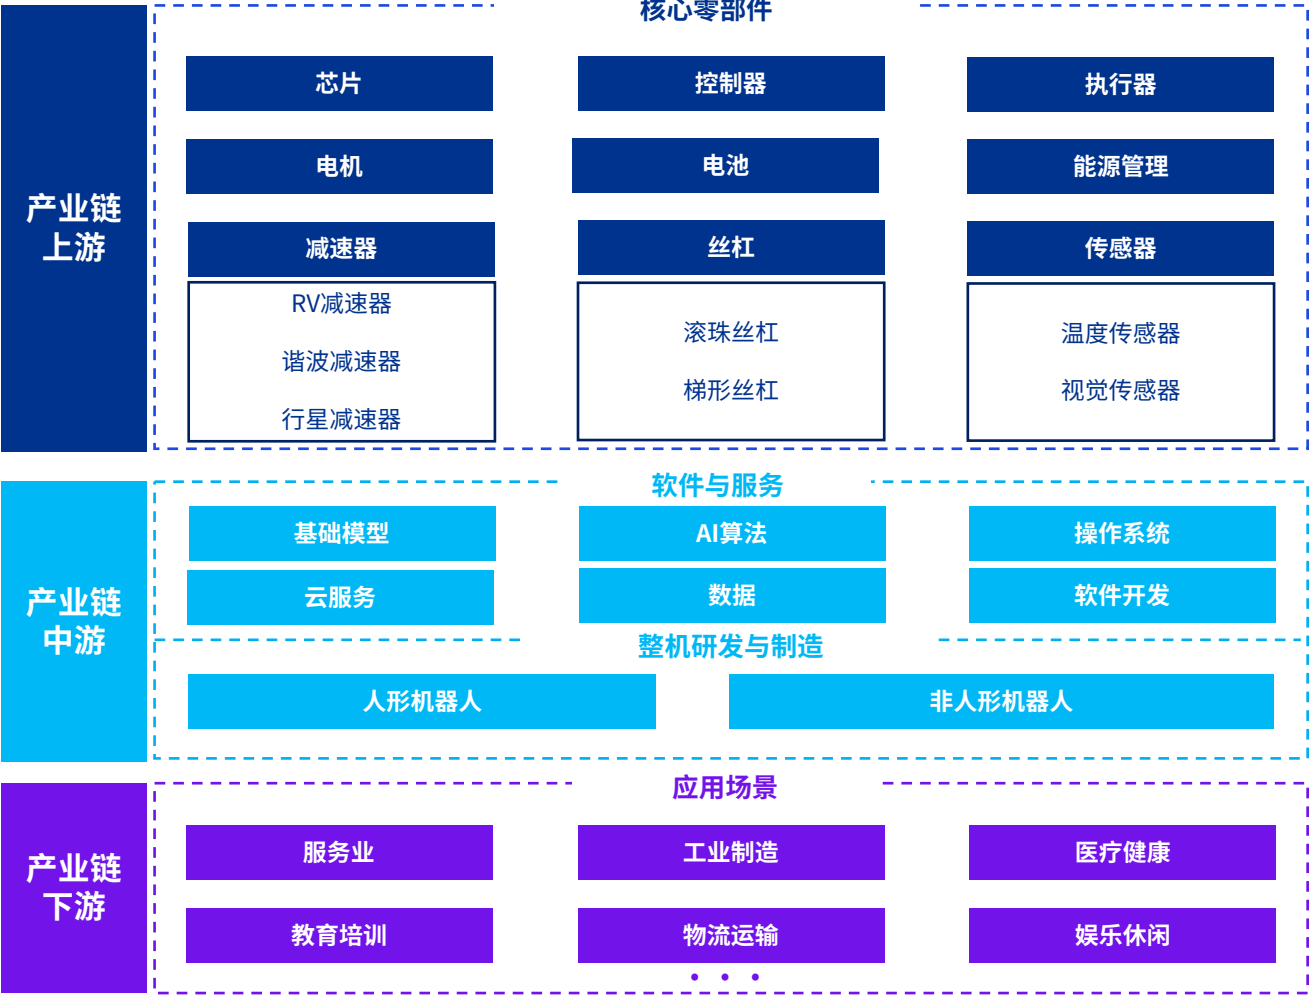 核心零部件
产业链
上游
芯片
控制器
执行器
电机
电池
能源管理
减速器
丝杠
传感器
RV减速器
谐波减速器
行星减速器
滚珠丝杠
梯形丝杠
温度传感器
视觉传感器
产业链
中游
软件与服务
基础模型
AI算法
操作系统
云服务
数据
软件开发
整机研发与制造
人形机器人
非人形机器人
产业链
下游
应用场景
服务业
工业制造
医疗健康
教育培训
物流运输
娱乐休闲
• • •